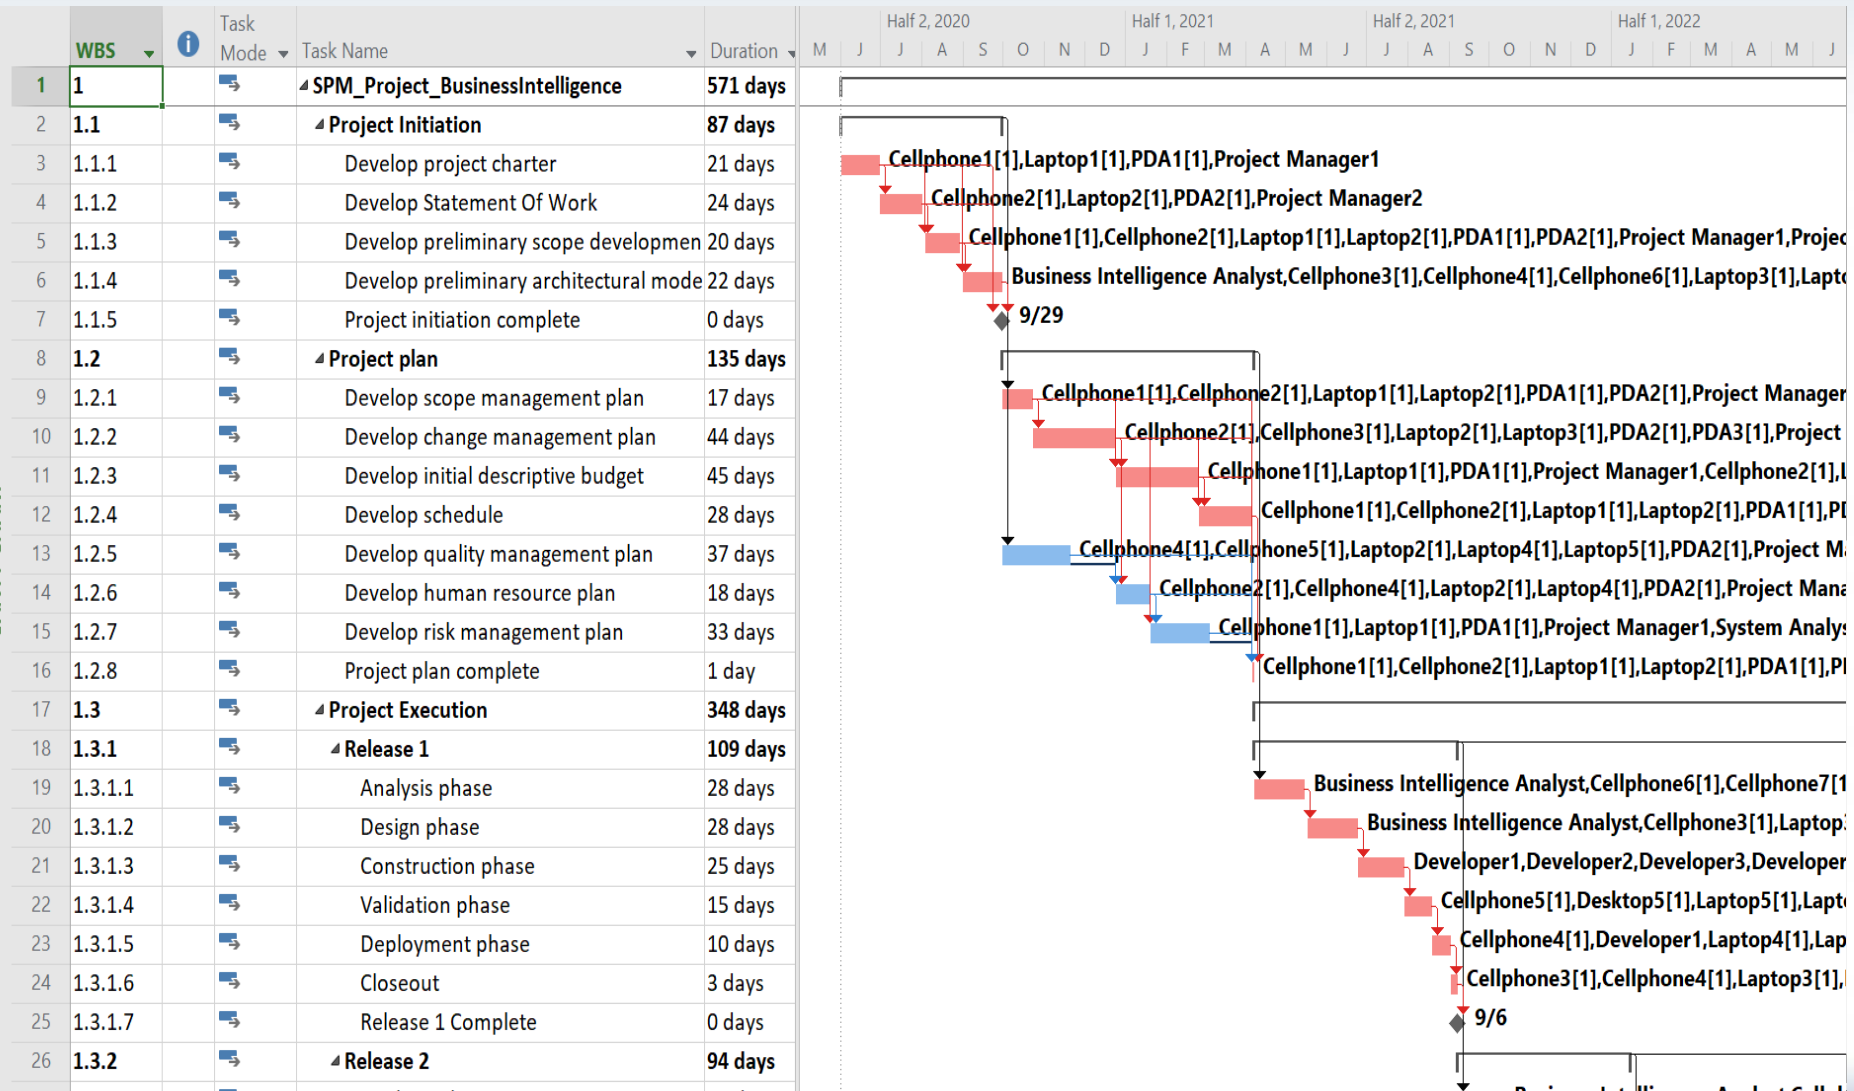 Task
WBS Mode Task Name Duration
Half 2, 2020 Half 1, 2021 Half 2, 2021 Half 1, 2022
M J J A S O N D J F M A M J J A S O N D J F M A M J
1 1 SPM_Project_BusinessIntelligence 571 days
2 1.1 Project Initiation 87 days
3 1.1.1 Develop project charter 21 days Cellphone1[1],Laptop1[1],PDA1[1],Project Manager1
4 1.1.2 Develop Statement Of Work 24 days Cellphone2[1],Laptop2[1],PDA2[1],Project Manager2
5 1.1.3 Develop preliminary scope developmen 20 days Cellphone1[1],Cellphone2[1],Laptop1[1],Laptop2[1],PDA1[1],PDA2[1],Project Manager1,Projec
6 1.1.4 Develop preliminary architectural mode 22 days Business Intelligence Analyst,Cellphone3[1],Cellphone4[1],Cellphone6[1],Laptop3[1],Lapto
7 1.1.5 Project initiation complete 0 days 9/29
8 1.2 Project plan 135 days
9 1.2.1 Develop scope management plan 17 days Cellphone1[1],Cellphone2[1],Laptop1[1],Laptop2[1],PDA1[1],PDA2[1],Project Manager
10 1.2.2 Develop change management plan 44 days Cellphone2[1],Cellphone3[1],Laptop2[1],Laptop3[1],PDA2[1],PDA3[1],Project
11 1.2.3 Develop initial descriptive budget 45 days Cellphone1[1],Laptop1[1],PDA1[1],Project Manager1,Cellphone2[1],L
12 1.2.4 Develop schedule 28 days Cellphone1[1],Cellphone2[1],Laptop1[1],Laptop2[1],PDA1[1],PD
13 1.2.5 Develop quality management plan 37 days Cellphone4[1],Cellphone5[1],Laptop2[1],Laptop4[1],Laptop5[1],PDA2[1],Project Ma
14 1.2.6 Develop human resource plan 18 days Cellphone2[1],Cellphone4[1],Laptop2[1],Laptop4[1],PDA2[1],Project Mana
15 1.2.7 Develop risk management plan 33 days Cellphone1[1],Laptop1[1],PDA1[1],Project Manager1,System Analys
16 1.2.8 Project plan complete 1 day Cellphone1[1],Cellphone2[1],Laptop1[1],Laptop2[1],PDA1[1],PI
17 1.3 Project Execution 348 days
18 1.3.1 Release 1 109 days
19 1.3.1.1 Analysis phase 28 days Business Intelligence Analyst,Cellphone6[1],Cellphone7[1
20 1.3.1.2 Design phase 28 days Business Intelligence Analyst,Cellphone3[1],Laptop3
21 1.3.1.3 Construction phase 25 days Developer1,Developer2,Developer3,Developer
22 1.3.1.4 Validation phase 15 days Cellphone5[1],Desktop5[1],Laptop5[1],Lapt
23 1.3.1.5 Deployment phase 10 days Cellphone4[1],Developer1,Laptop4[1],Lap
24 1.3.1.6 Closeout 3 days Cellphone3[1],Cellphone4[1],Laptop3[1],
25 1.3.1.7 Release 1 Complete 0 days 9/6
26 1.3.2 Release 2 94 days